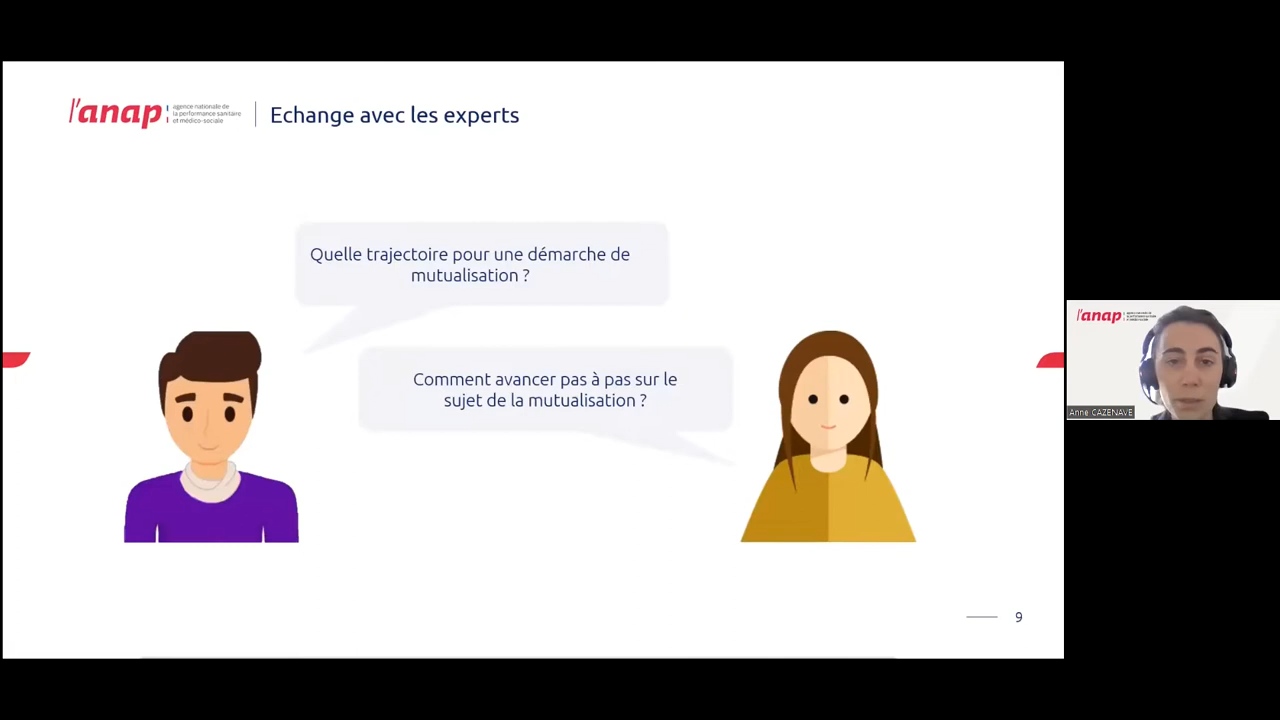 l'anap
agence nationale de
la performance sanitaire
et médico-sociale
Echange avec les experts
Quelle trajectoire pour une démarche de
mutualisation ?
Comment avancer pas à pas sur le
sujet de la mutualisation ?
9
l'anap
Anne CAZENAVE